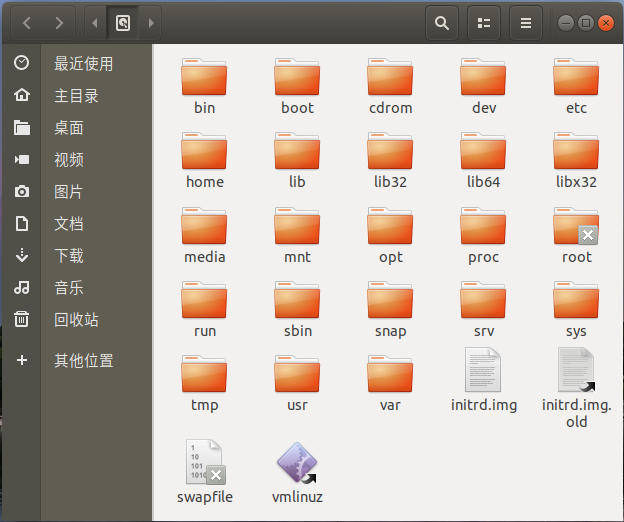 最近使用
主目录
桌面
视频
图片
文档
下载
音乐
回收站
其他位置
bin boot cdrom dev etc
home lib lib32 lib64 libx32
media mnt opt proc root
run sbin snap srv sys
tmp usr var initrd.img initrd.img.
old
swapfile vmlinuz